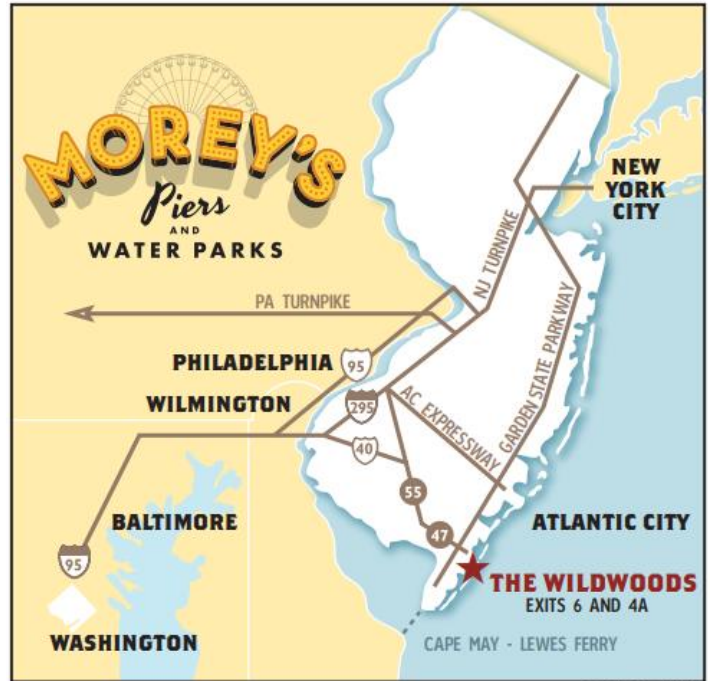 MOREY'S
Piers
AND
WATER PARKS
NEW
YORK
CITY
NJ TURNPIKE
PA TURNPIKE
GARDEN STATE PARKWAY
PHILADELPHIA
95
WILMINGTON
295
AC EXPRESSWAY
40
55
BALTIMORE
ATLANTIC CITY
47
95
THE WILDWOODS
EXITS 6 AND 4A
WASHINGTON
CAPE MAY - LEWES FERRY